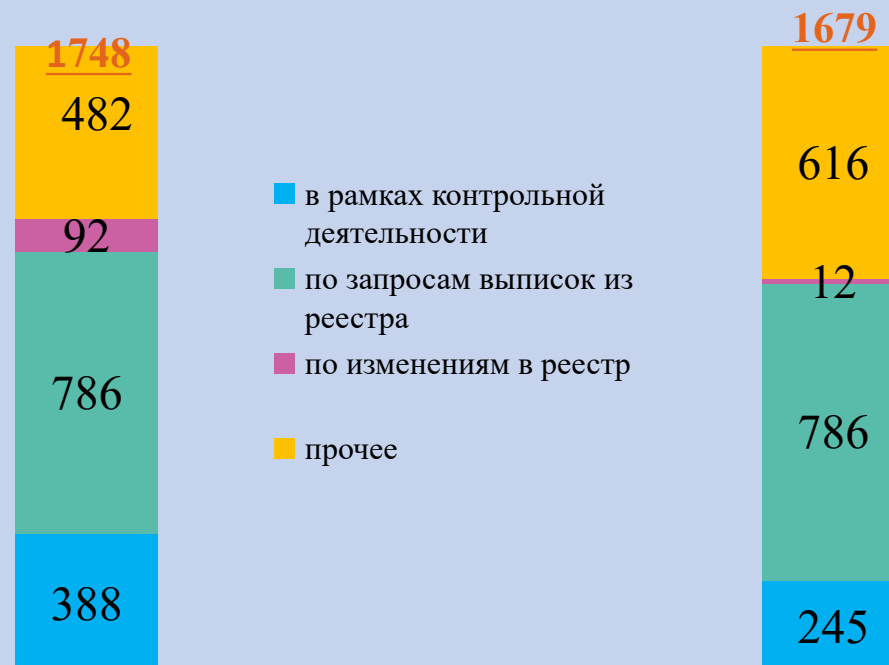 1748
482
92
786
388
в рамках контрольной
деятельности
по запросам выписок из
реестра
по изменениям в реестр
прочее
1679
616
12
786
245